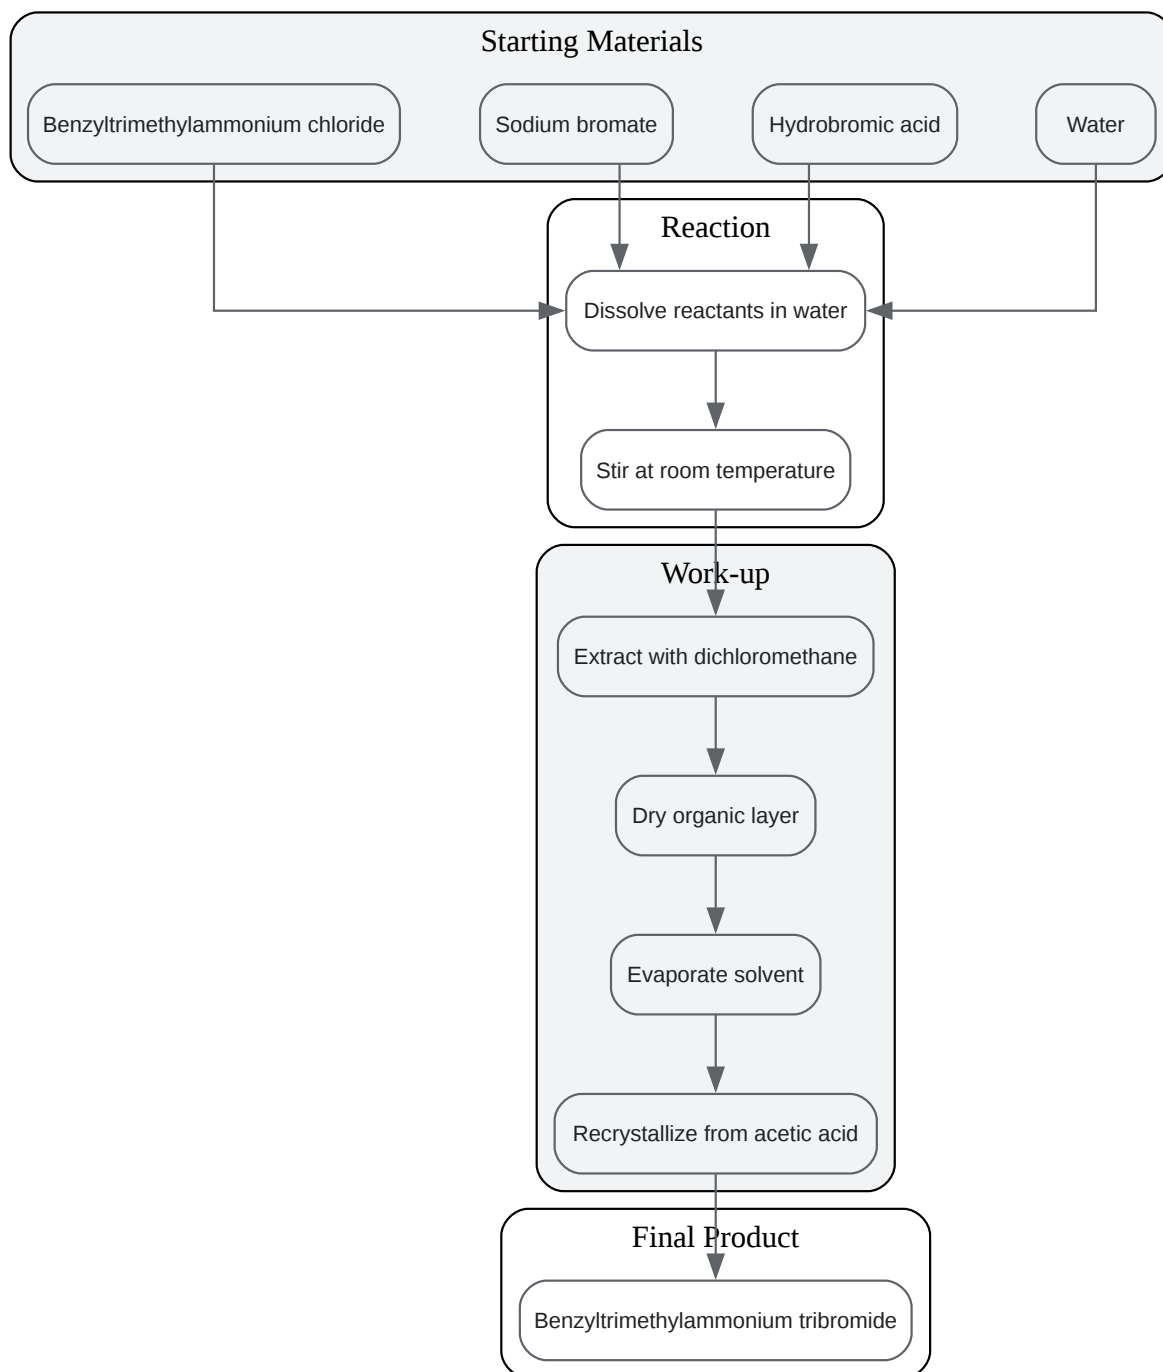 Starting Materials
Benzyltrimethylammonium chloride
Sodium bromate
Hydrobromic acid
Water
Reaction
Dissolve reactants in water
Stir at room temperature
Work-up
Extract with dichloromethane
Dry organic layer
Evaporate solvent
Recrystallize from acetic acid
Final Product
Benzyltrimethylammonium tribromide